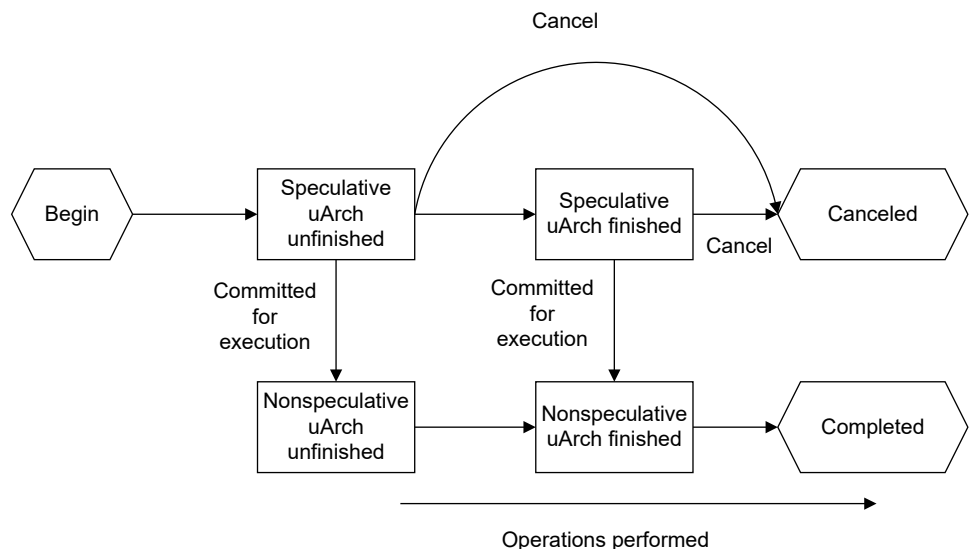 Cancel
Begin
Speculative
uArch
unfinished
Speculative
uArch finished
Canceled
Cancel
Committed
for
execution
Committed
for
execution
Nonspeculative
uArch
unfinished
Nonspeculative
uArch finished
Completed
Operations performed